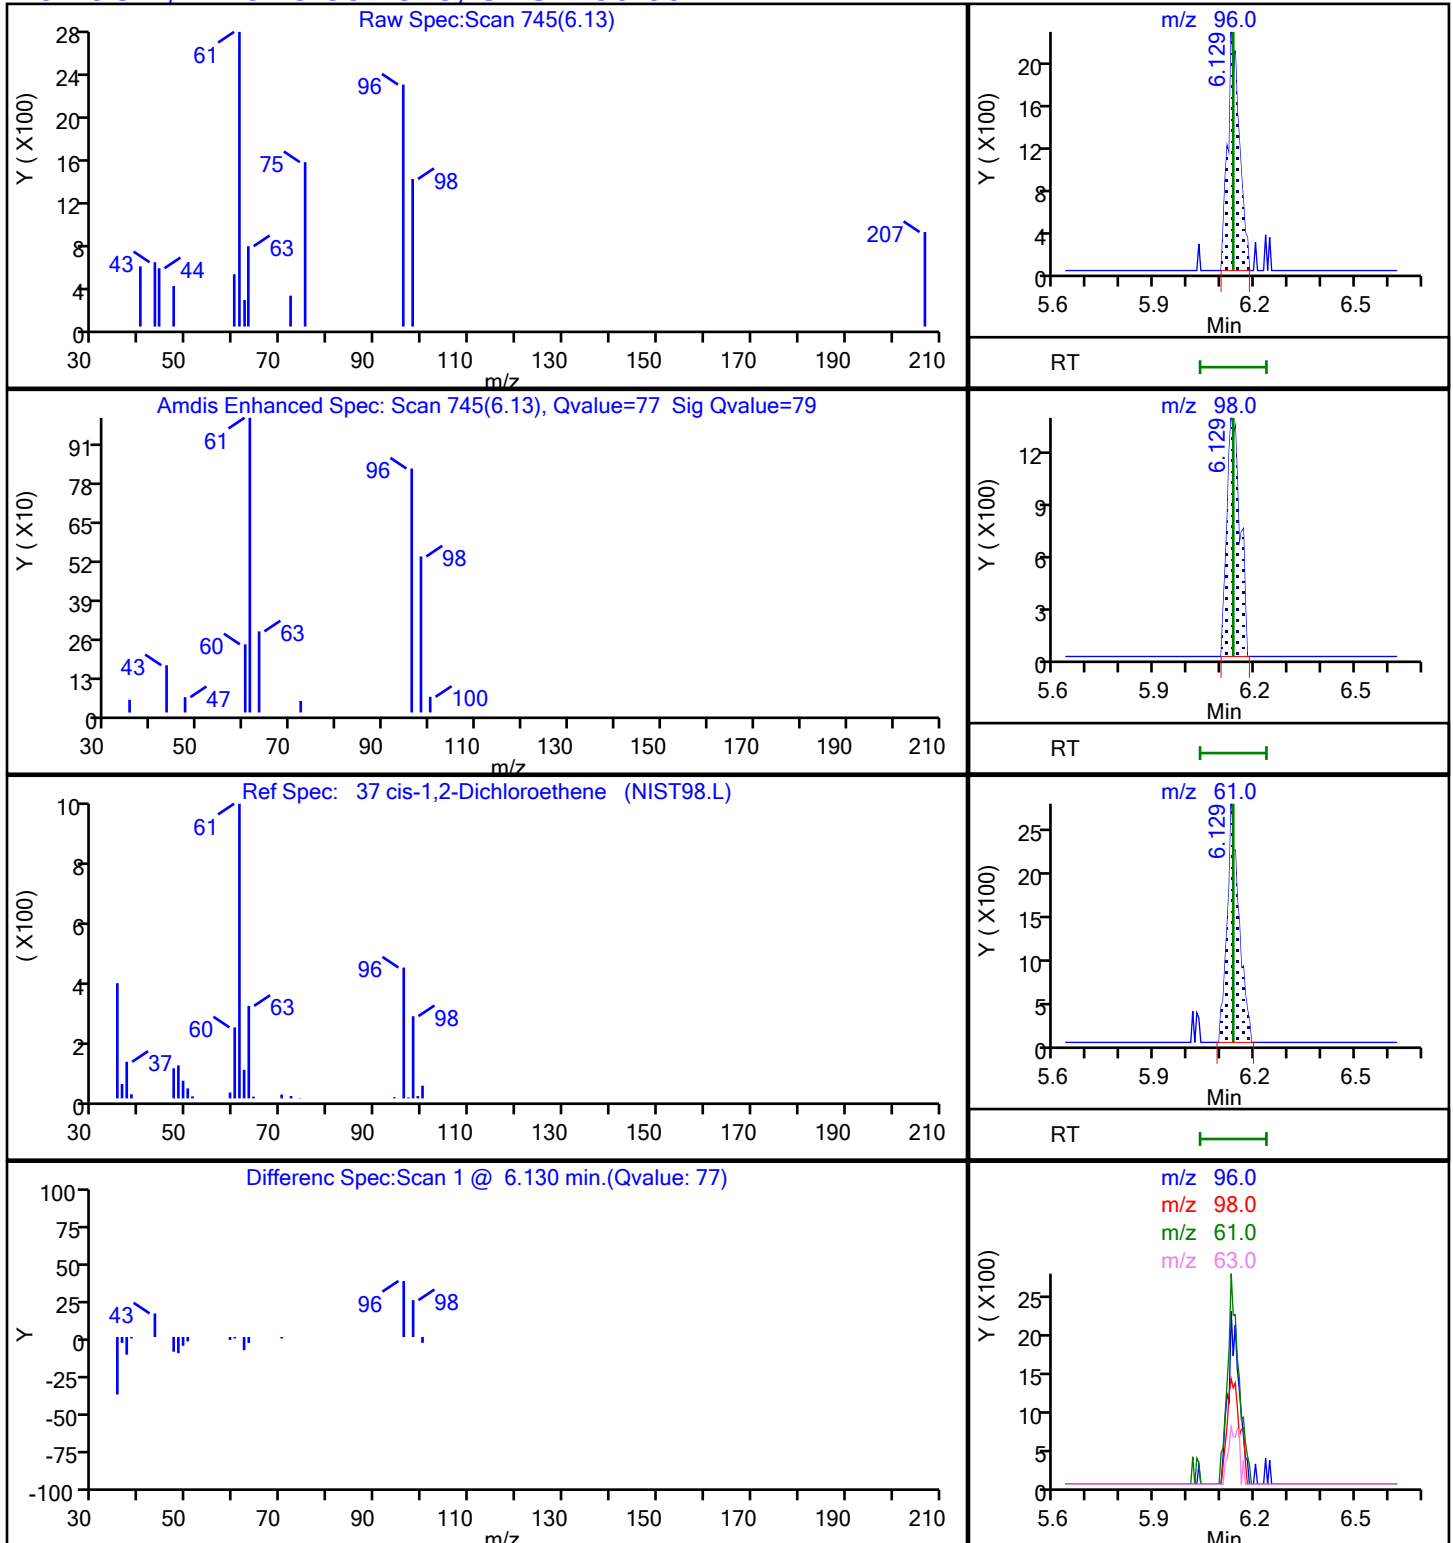 Raw Spec:Scan 745(6.13)
28
24
20
16
12
8
4
0
Y ( X100)
61
96
75
98
63
43
44
207
30 50 70 90 110 130 150 170 190 210
m/z
m/z 96.0
20
16
12
8
4
0
Y ( X100)
6.129
5.6 5.9 6.2 6.5
Min
RT
Amdis Enhanced Spec: Scan 745(6.13), Qvalue=77 Sig Qvalue=79
91
78
65
52
39
26
13
0
Y ( X10)
61
96
98
60
63
43
47
100
30 50 70 90 110 130 150 170 190 210
m/z
m/z 98.0
12
9
6
3
0
Y ( X100)
6.129
5.6 5.9 6.2 6.5
Min
RT
Ref Spec: 37 cis-1,2-Dichloroethene (NIST98.L)
10
8
6
4
2
0
( X100)
61
96
63
60
98
37
30 50 70 90 110 130 150 170 190 210
m/z 61.0
25
20
15
10
5
0
Y ( X100)
6.129
5.6 5.9 6.2 6.5
Min
RT
Differenc Spec:Scan 1 @ 6.130 min.(Qvalue: 77)
100
75
50
25
0
-25
-50
-75
-100
Y
43
96
98
30 50 70 90 110 130 150 170 190 210
m/z
m/z 96.0
m/z 98.0
m/z 61.0
m/z 63.0
25
20
15
10
5
0
Y ( X100)
5.6 5.9 6.2 6.5
Min